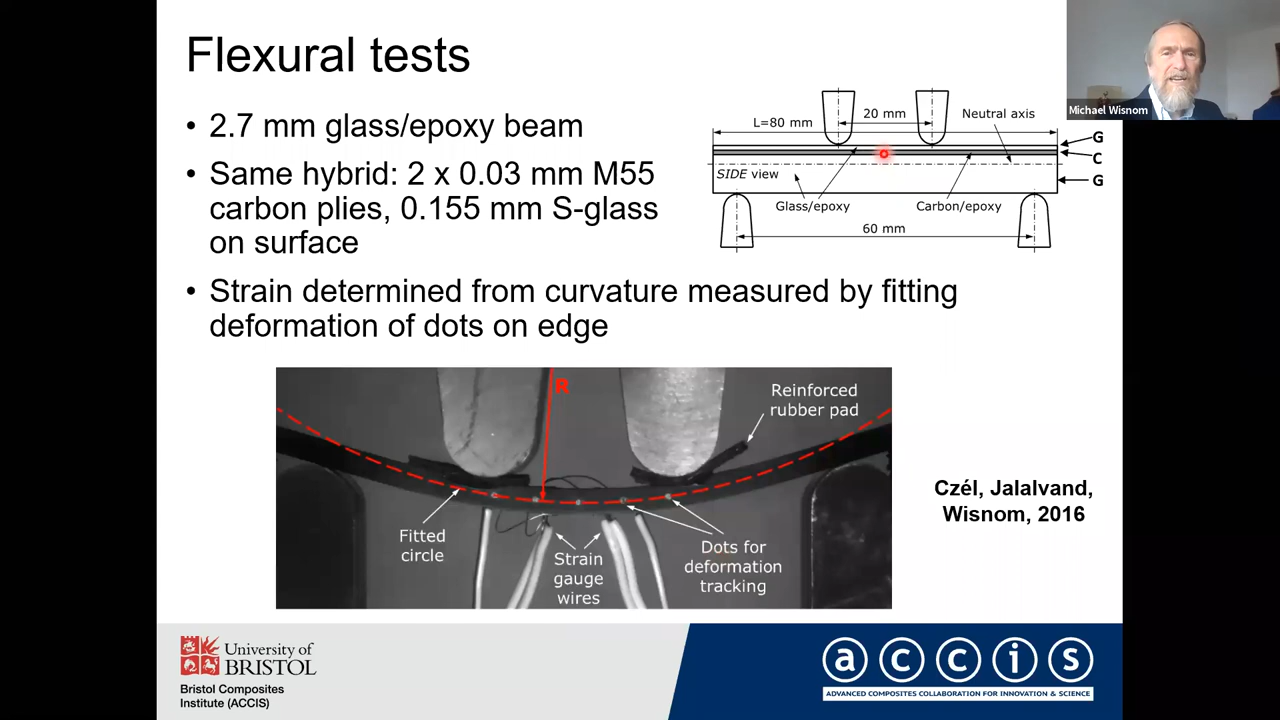 Flexural tests
• 2.7 mm glass/epoxy beam
• Same hybrid: 2 x 0.03 mm M55
carbon plies, 0.155 mm S-glass
on surface
• Strain determined from curvature measured by fitting
deformation of dots on edge
L=80 mm
20 mm
Neutral axis
G
C
G
SIDE view
Glass/epoxy
Carbon/epoxy
60 mm
Michael Wisnom
R
Reinforced
rubber pad
Fitted
circle
Strain
gauge
wires
Dots for
deformation
tracking
Czél, Jalalvand,
Wisnom, 2016
University of
BRISTOL
Bristol Composites
Institute (ACCIS)
accis
ADVANCED COMPOSITES COLLABORATION FOR INNOVATION & SCIENCE